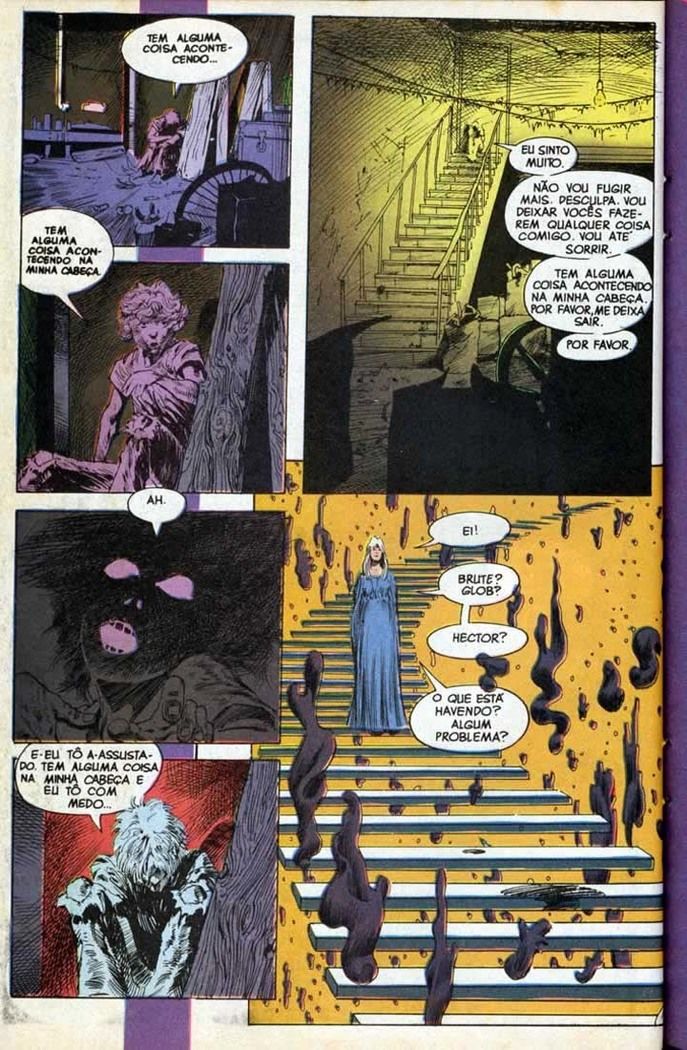 TEM ALGUMA
COISA ACONTE-
CENDO...
TEM
ALGUMA
COISA ACON-
TECENDO NA
MINHA CABEÇA.
EU SINTO
MUITO.
NÃO VOU FUGIR
MAIS. DESCULPA. VOU
DEIXAR VOCÊS FAZE-
REM QUALQUER COISA
COMIGO. VOU ATÉ
SORRIR.
TEM ALGUMA
COISA ACONTECENDO
NA MINHA CABEÇA.
POR FAVOR, ME DEIXA
SAIR.
POR FAVOR.
AH.
E-EU TÔ A-ASSUSTA-
DO. TEM ALGUMA COISA
NA MINHA CABEÇA E
EU TÔ COM
MEDO...
EI!
BRUTE?
GLOB?
HECTOR?
O QUE ESTÁ
HAVENDO?
ALGUM
PROBLEMA?